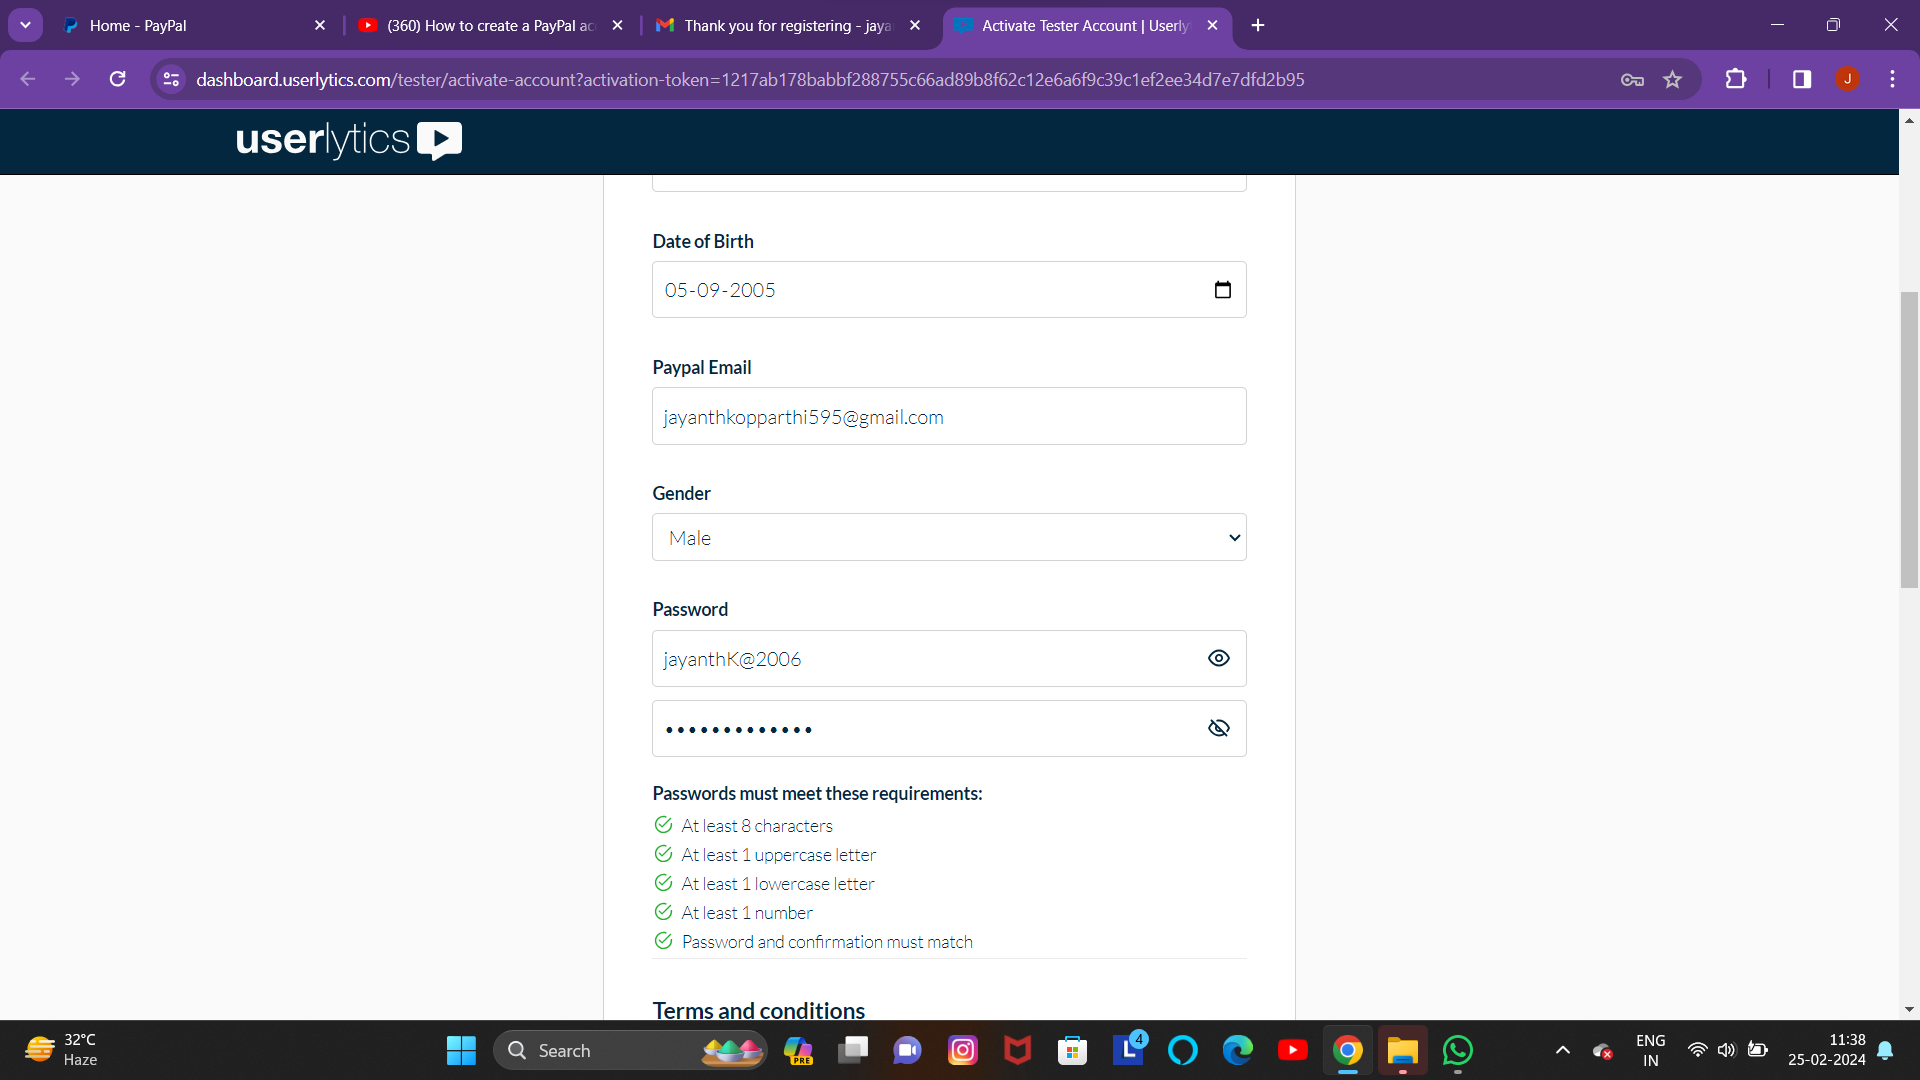 Home - PayPal
(360) How to create a PayPal ac
Thank you for registering - jaya
Activate Tester Account | Userly
dashboard.userlytics.com/tester/activate-account?activation-token=1217ab178babbf288755c66ad89b8f62c12e6a6f9c39c1ef2ee34d7e7dfd2b95
J
userlytics
Date of Birth
05-09-2005
Paypal Email
jayanthkopparthi595@gmail.com
Gender
Male
Password
jayanthK@2006
•••••••••••••
Passwords must meet these requirements:
At least 8 characters
At least 1 uppercase letter
At least 1 lowercase letter
At least 1 number
Password and confirmation must match
Terms and conditions
32°C
Haze
Search
PRE
L
4
ENG
IN
11:38
25-02-2024